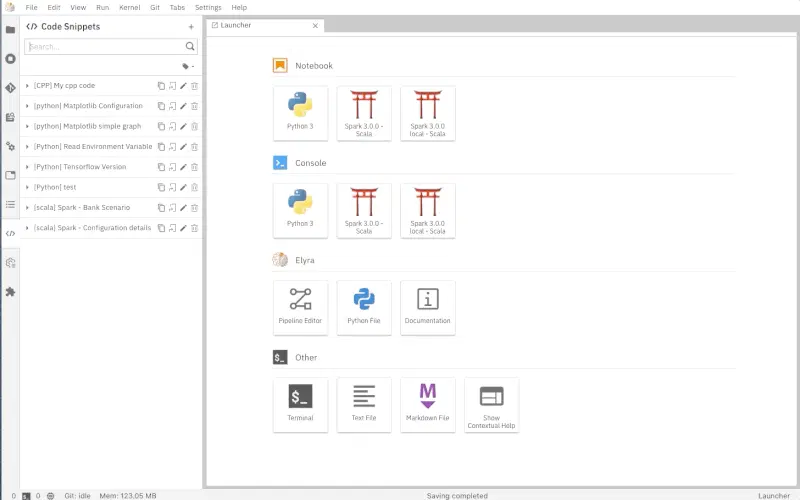 File Edit View Run Kernel Git Tabs Settings Help
</> Code Snippets +
Search...
[CPP] My cpp code
[python] Matplotlib Configuration
[python] Matplotlib simple graph
[Python] Read Environment Variable
[Python] Tensorflow Version
[Python] test
[scala] Spark - Bank Scenario
[scala] Spark - Configuration details
Launcher
Notebook
Python 3
Spark 3.0.0 - Scala
Spark 3.0.0 local - Scala
Console
Python 3
Spark 3.0.0 - Scala
Spark 3.0.0 local - Scala
Elyra
Pipeline Editor
Python File
Documentation
$_ Other
$_ Terminal
Text File
M Markdown File
Show Contextual Help
0 $_ 0 Git: idle Mem: 123.05 MB
Saving completed
Launcher